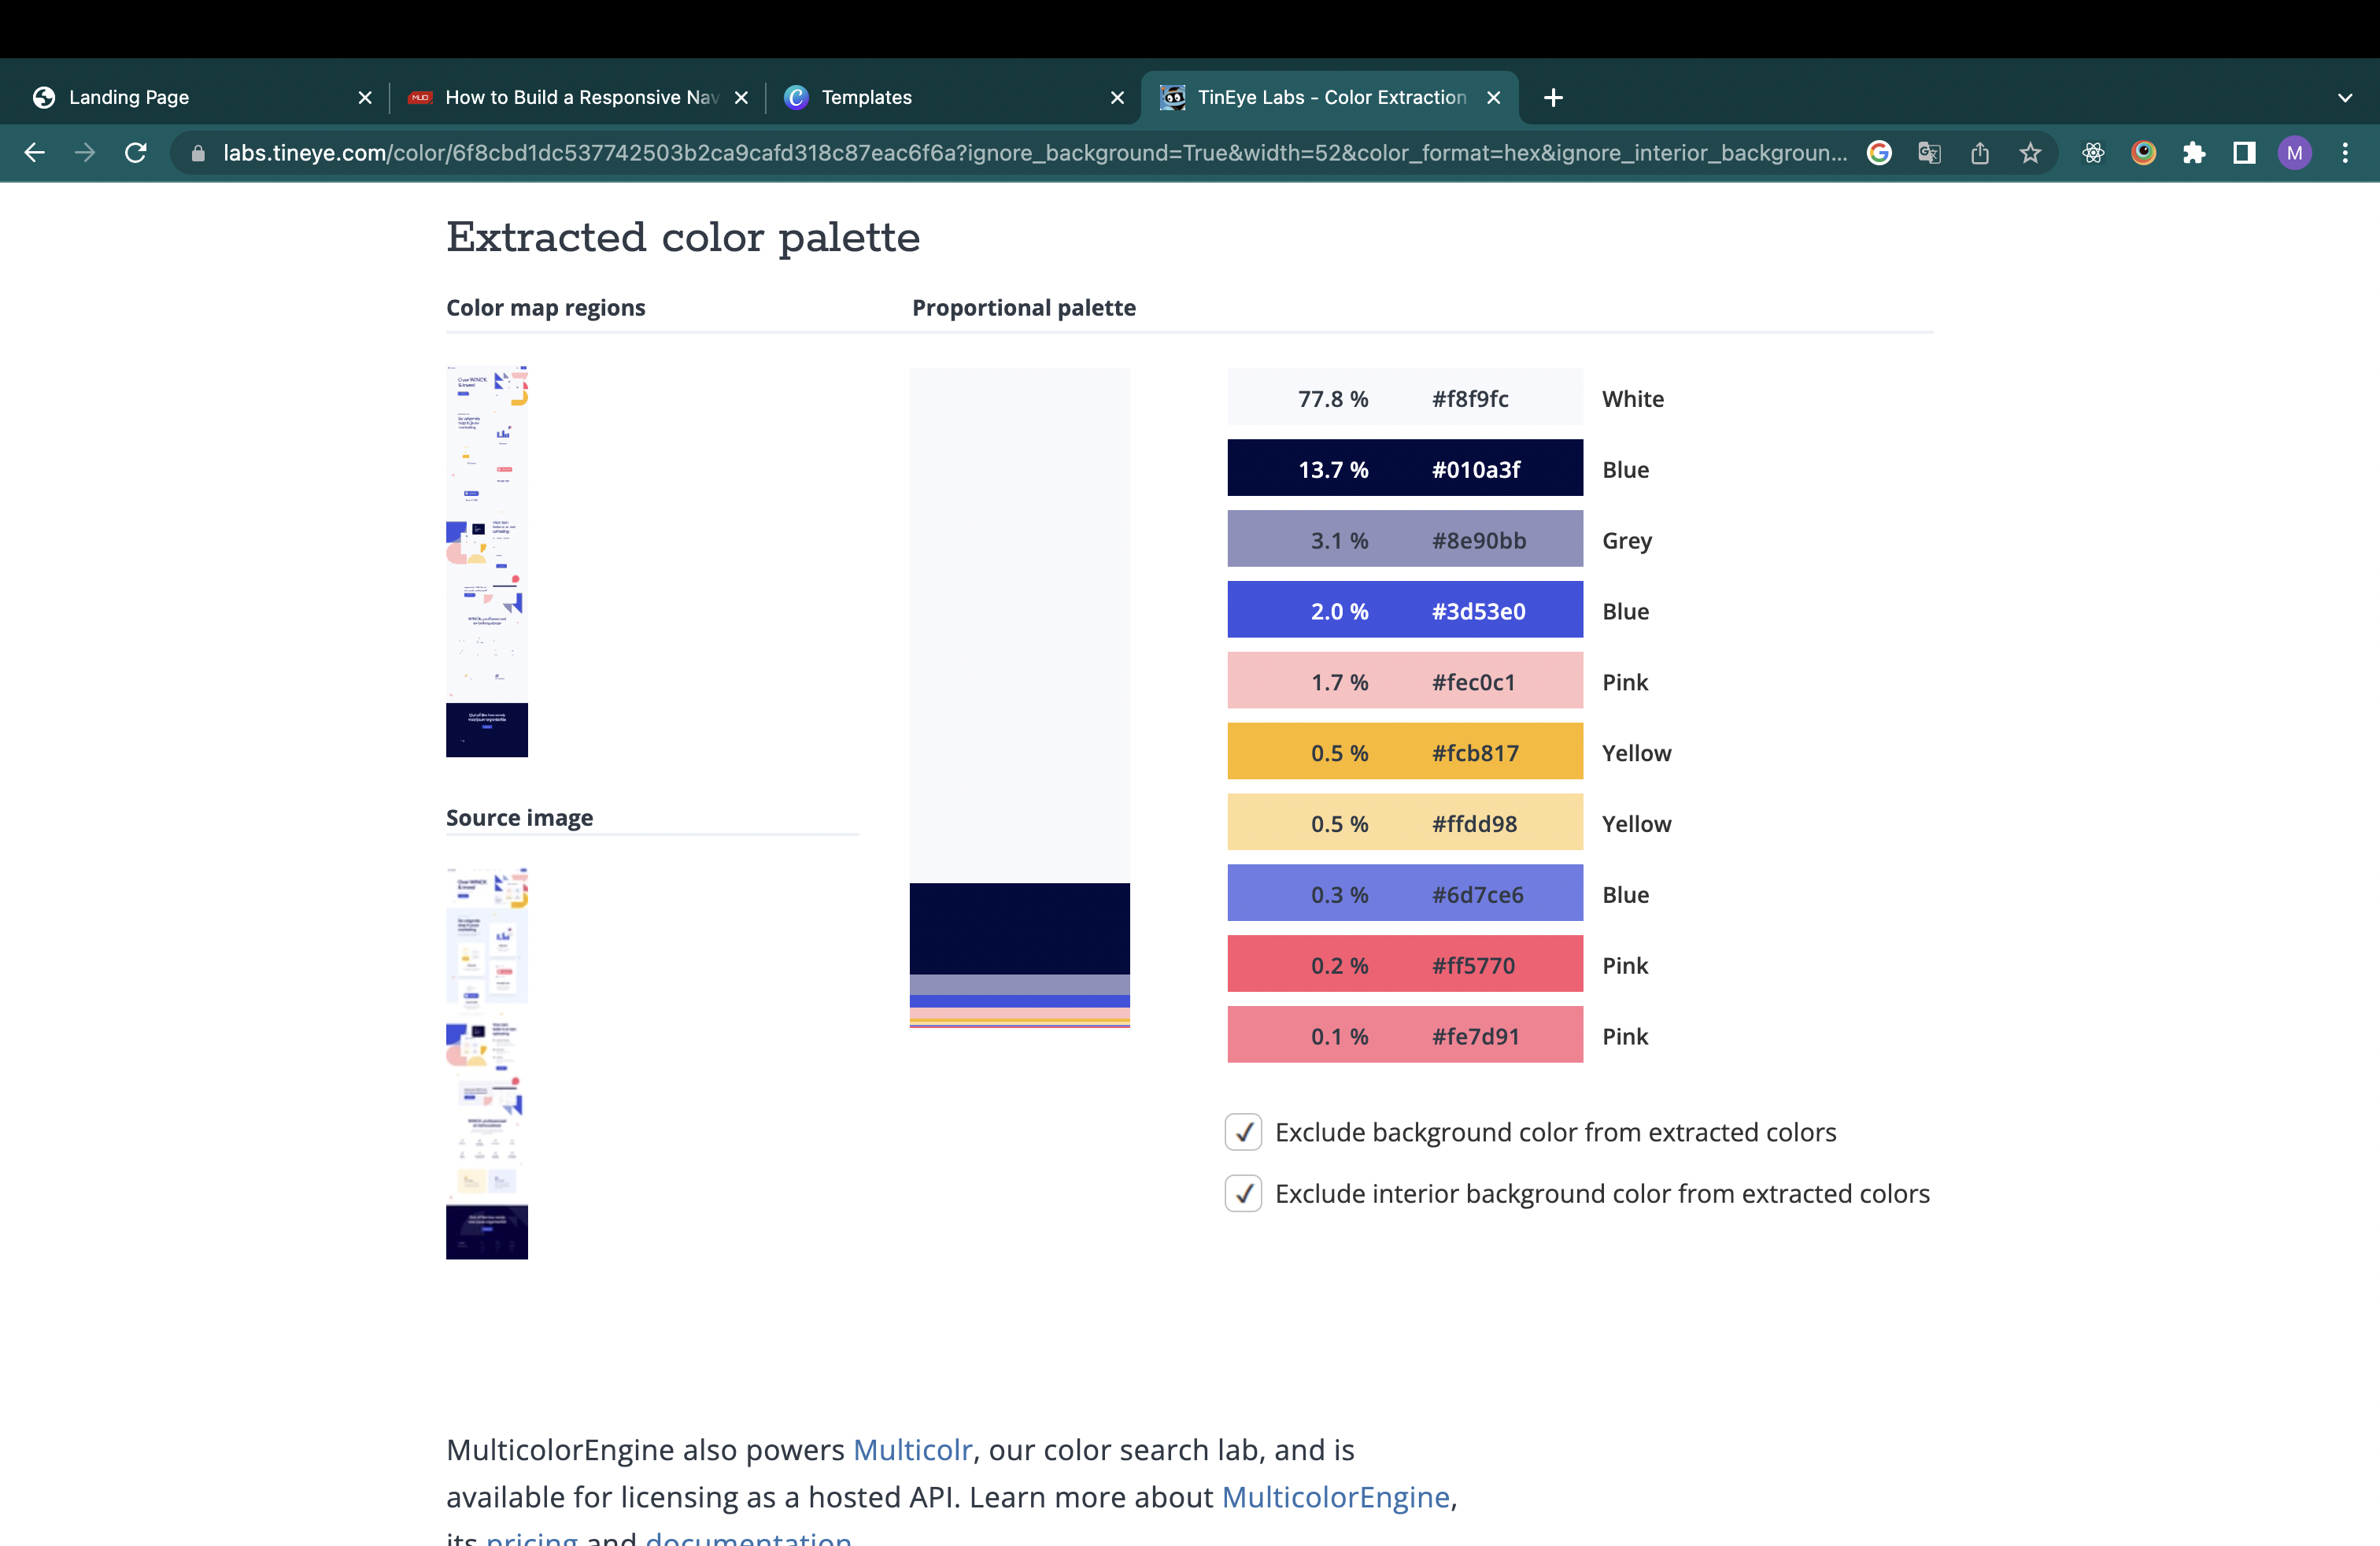 Landing Page
MUO
How to Build a Responsive Nav
Templates
TinEye Labs - Color Extraction
labs.tineye.com/color/6f8cbd1dc537742503b2ca9cafd318c87eac6f6a?ignore_background=True&width=52&color_format=hex&ignore_interior_backgroun...
M
Extracted color palette
Color map regions
Proportional palette
77.8 % #f8f9fc White
13.7 % #010a3f Blue
3.1 % #8e90bb Grey
2.0 % #3d53e0 Blue
1.7 % #fec0c1 Pink
0.5 % #fcb817 Yellow
0.5 % #ffdd98 Yellow
0.3 % #6d7ce6 Blue
0.2 % #ff5770 Pink
0.1 % #fe7d91 Pink
Source image
Exclude background color from extracted colors
Exclude interior background color from extracted colors
MulticolorEngine also powers Multicolr, our color search lab, and is
available for licensing as a hosted API. Learn more about MulticolorEngine,
its pricing and documentation